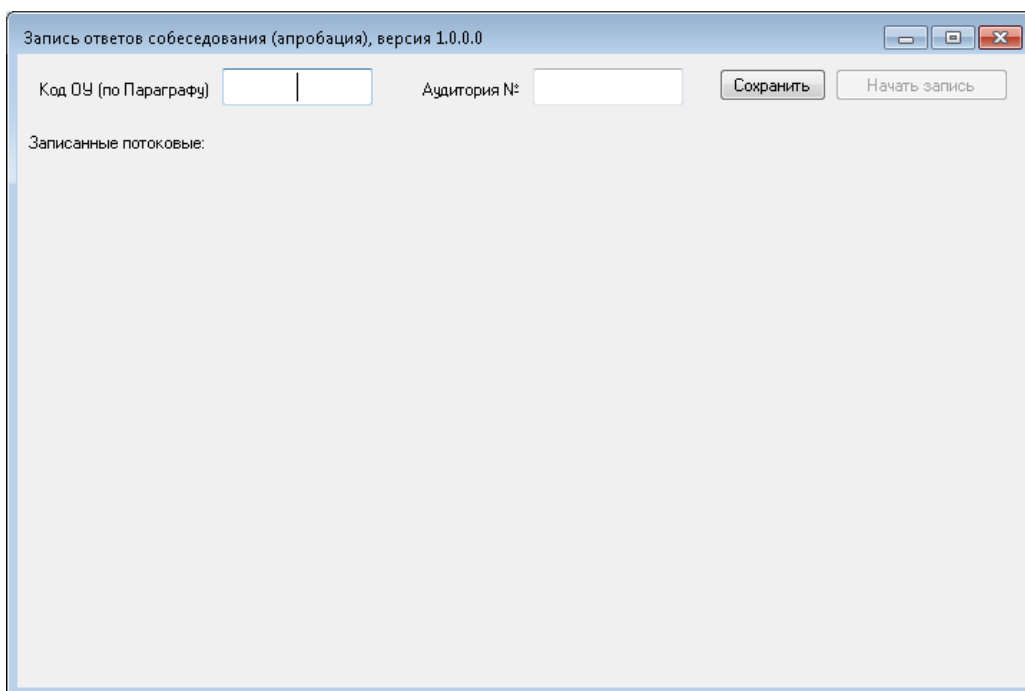 Запись ответов собеседования (апробация), версия 1.0.0.0
Код ОУ (по Параграфу) Аудитория № Сохранить Начать запись
Записанные потоковые: